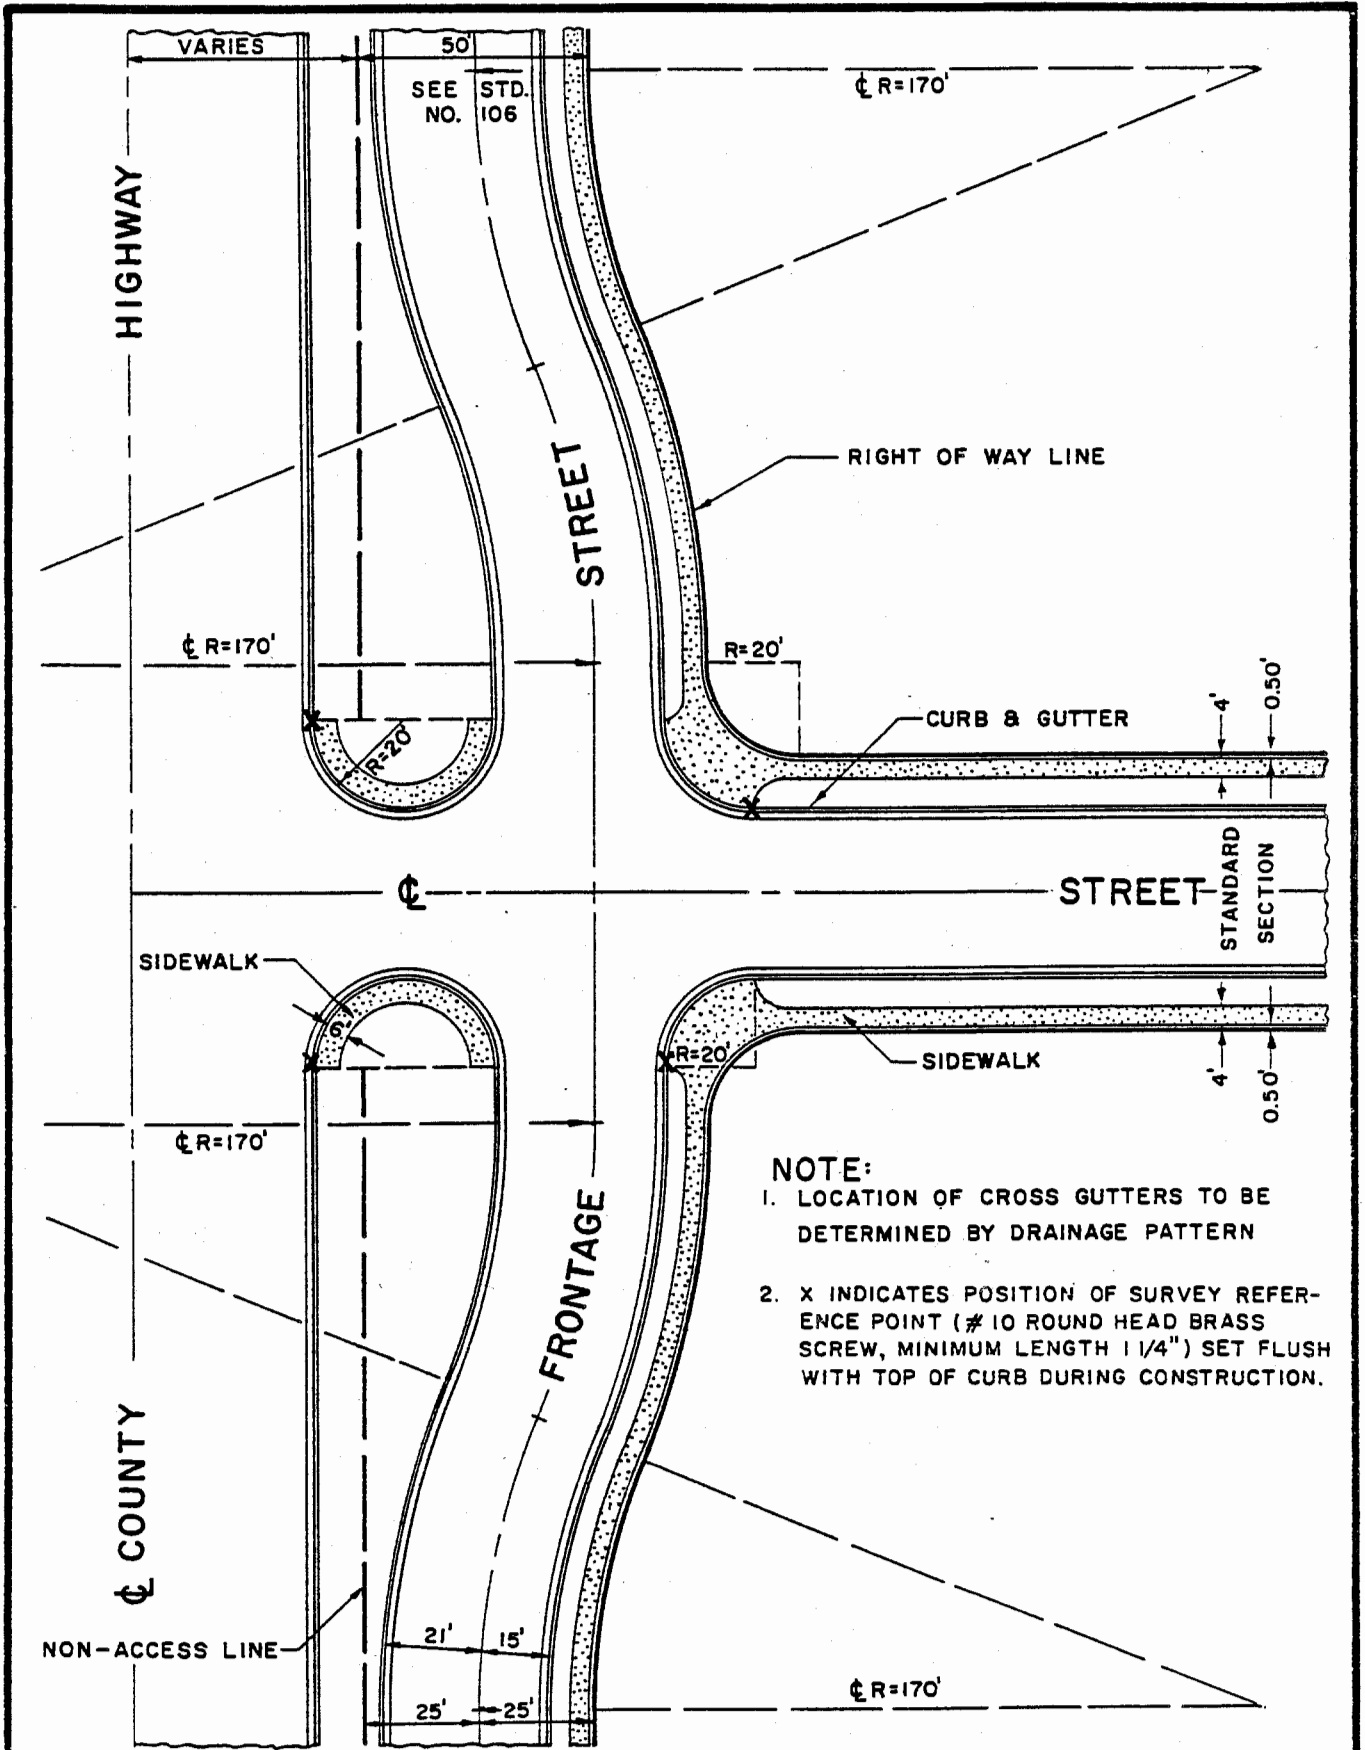 VARIES
50'
SEE STD.
NO. 106
℄ R=170'
HIGHWAY
STREET
RIGHT OF WAY LINE
℄ R=170'
R=20'
R=20'
CURB & GUTTER
4'
0.50'
℄
STREET
STANDARD
SECTION
SIDEWALK
6'
R=20'
SIDEWALK
4'
0.50'
℄ R=170'
NOTE:
1. LOCATION OF CROSS GUTTERS TO BE
DETERMINED BY DRAINAGE PATTERN
2. X INDICATES POSITION OF SURVEY REFER-
ENCE POINT (# 10 ROUND HEAD BRASS
SCREW, MINIMUM LENGTH 1 1/4") SET FLUSH
WITH TOP OF CURB DURING CONSTRUCTION.
FRONTAGE
℄ COUNTY
NON-ACCESS LINE
21'
15'
25'
25'
℄ R=170'